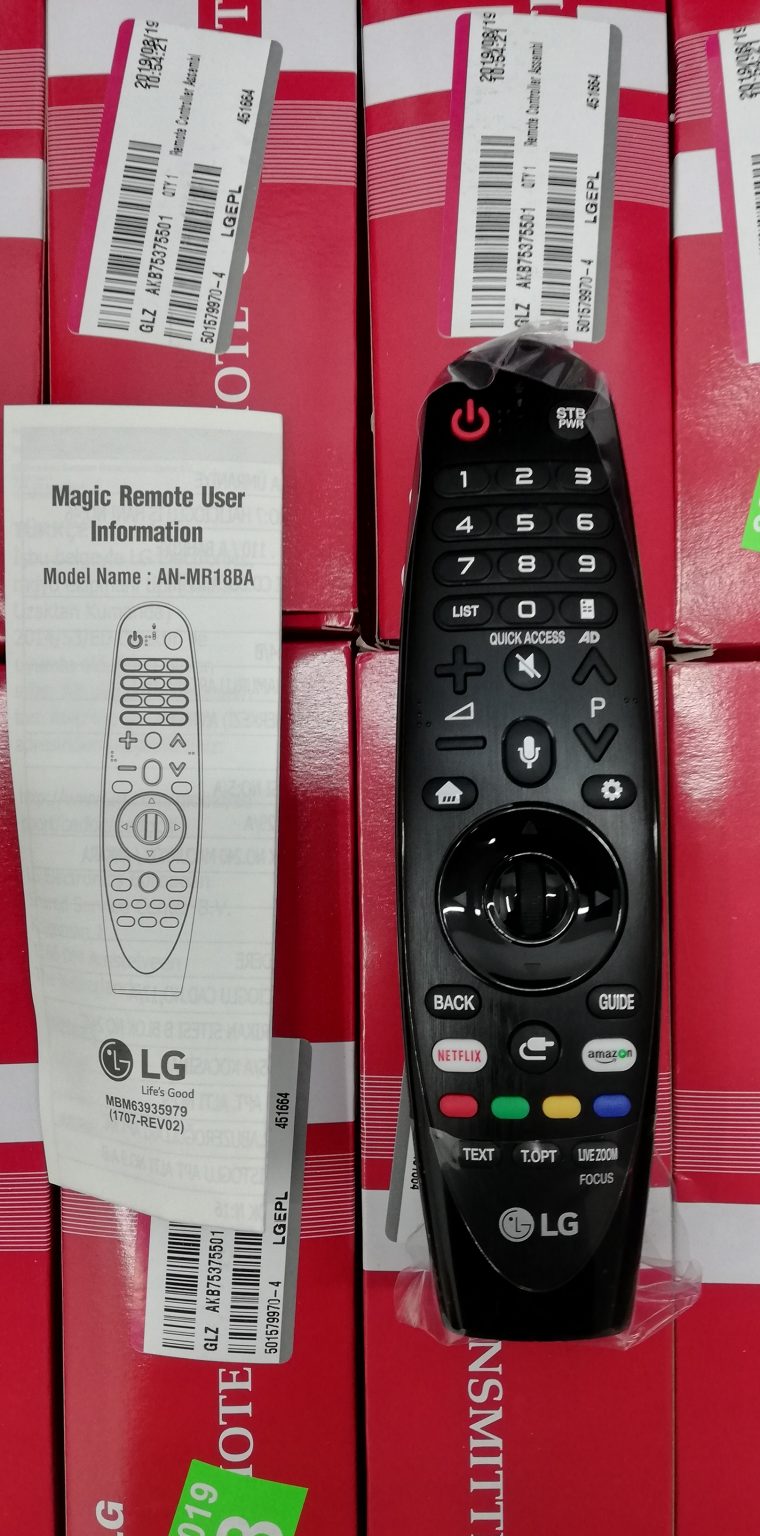 2019/08/19
10:54:21
Remote Controller Assembl
451664
QTY 1
GLZ AKB75375501
LGEPL
501579970-4
2019/08/19
10:54:21
Remote Controller Assembl
451664
QTY 1
GLZ AKB75375501
LGEPL
501579970-4
Magic Remote User
Information
Model Name : AN-MR18BA
LG
Life's Good
MBM63935979
(1707-REV02)
STB
PWR
1 2 3
4 5 6
7 8 9
LIST 0
QUICK ACCESS AD
P
BACK GUIDE
NETFLIX amazon
TEXT T.OPT LIVE ZOOM
FOCUS
LG
451664
LGEPL
GLZ AKB75375501
501579970-4
LG
2019